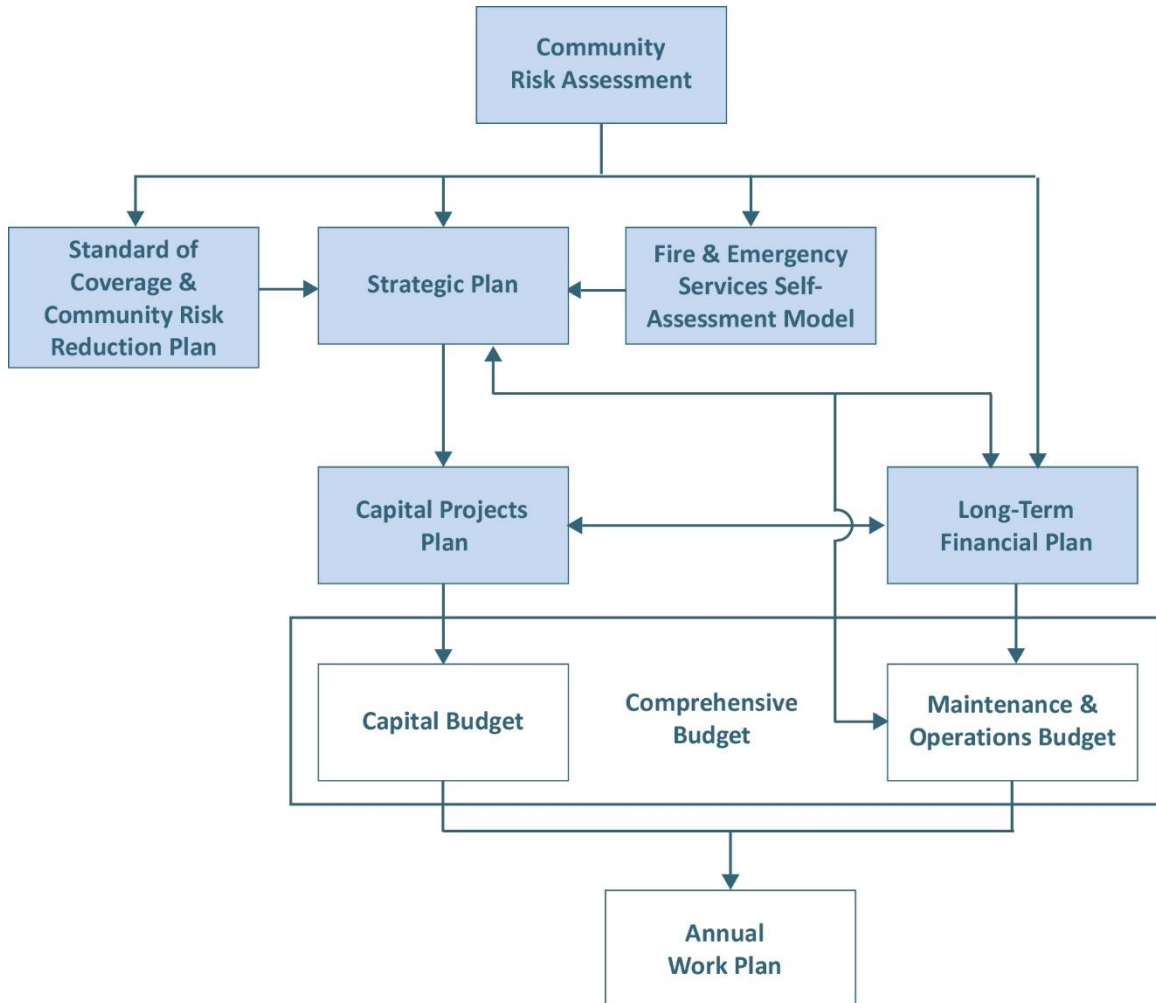 Community
Risk Assessment
Standard of
Coverage &
Community Risk
Reduction Plan
Strategic Plan
Fire & Emergency
Services Self-
Assessment Model
Capital Projects
Plan
Long-Term
Financial Plan
Capital Budget
Comprehensive
Budget
Maintenance &
Operations Budget
Annual
Work Plan